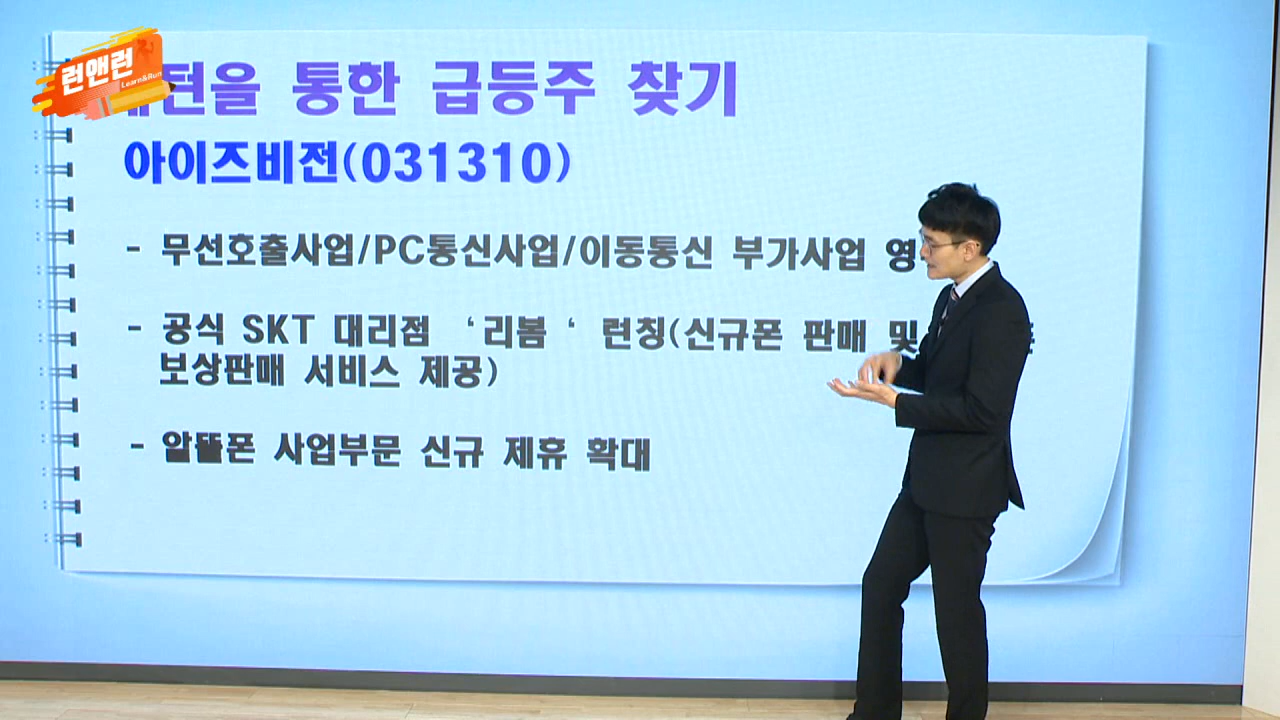 런앤런
Learn&Run
턴을 통한 급등주 찾기
아이즈비전(031310)
- 무선호출사업/PC통신사업/이동통신 부가사업 영
- 공식 SKT 대리점 ‘리봄‘ 런칭(신규폰 판매 및
보상판매 서비스 제공)
- 알뜰폰 사업부문 신규 제휴 확대